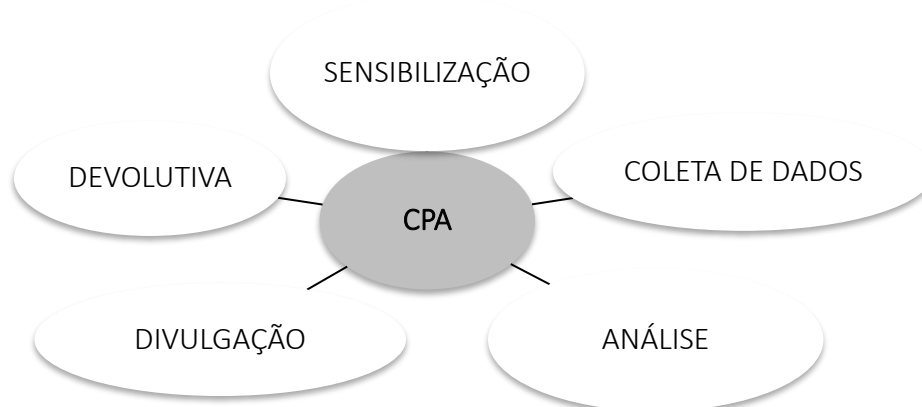 SENSIBILIZAÇÃO
DEVOLUTIVA
COLETA DE DADOS
CPA
DIVULGAÇÃO
ANÁLISE